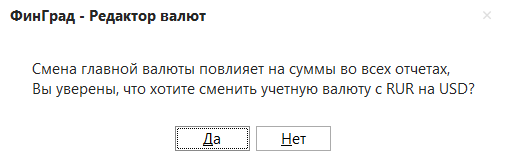 ФинГрад - Редактор валют
Смена главной валюты повлияет на суммы во всех отчетах,
Вы уверены, что хотите сменить учетную валюту с RUR на USD?
Да Нет